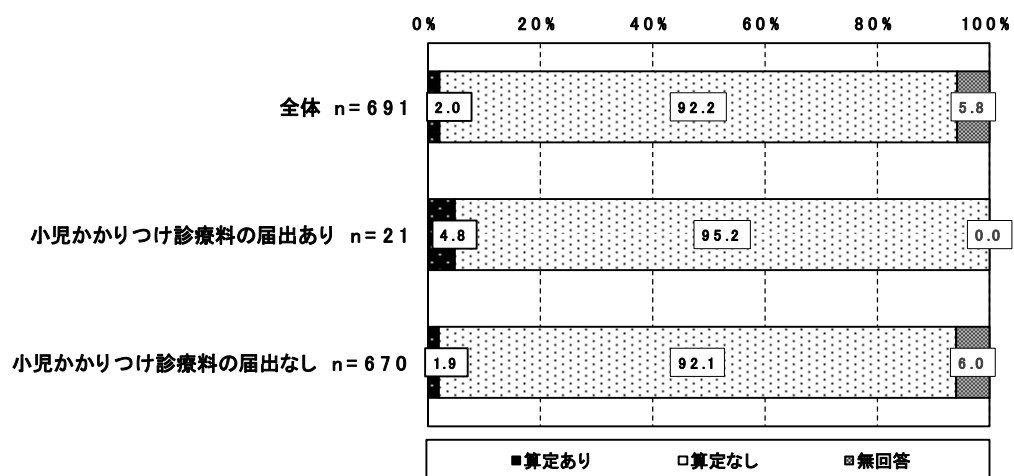 0% 20% 40% 60% 80% 100%
全体 n=691 2.0 92.2 5.8
小児かかりつけ診療料の届出あり n=21 4.8 95.2 0.0
小児かかりつけ診療料の届出なし n=670 1.9 92.1 6.0
算定あり 算定なし 無回答